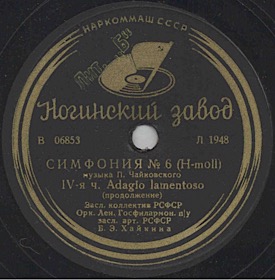 НАРКОММАШ СССР
Ногинский завод
В 06853 Л 1948
СИМФОНИЯ № 6 (H-moll)
музыка П. Чайковского
IV-я ч. Adagio lamentoso
(продолжение)
Засл. коллектив РСФСР
Орк. Лен. Госфилармон. п/у
засл. арт. РСФСР
Б. Э. Хайкина